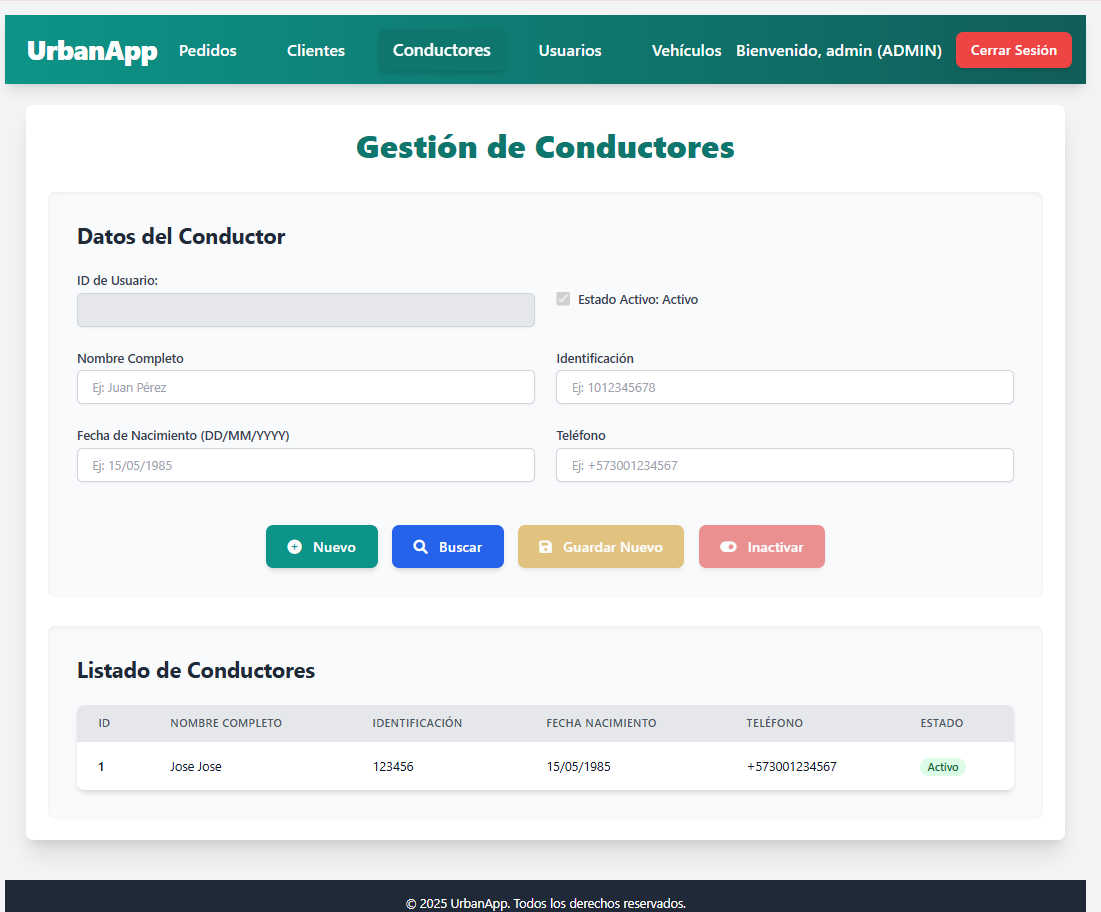 UrbanApp Pedidos Clientes Conductores Usuarios Vehículos Bienvenido, admin (ADMIN) Cerrar Sesión
Gestión de Conductores
Datos del Conductor
ID de Usuario:
Estado Activo: Activo
Nombre Completo Identificación
Ej: Juan Pérez Ej: 1012345678
Fecha de Nacimiento (DD/MM/YYYY) Teléfono
Ej: 15/05/1985 Ej: +573001234567
Nuevo Buscar Guardar Nuevo Inactivar
Listado de Conductores
ID NOMBRE COMPLETO IDENTIFICACIÓN FECHA NACIMIENTO TELÉFONO ESTADO
1 Jose Jose 123456 15/05/1985 +573001234567 Activo
© 2025 UrbanApp. Todos los derechos reservados.